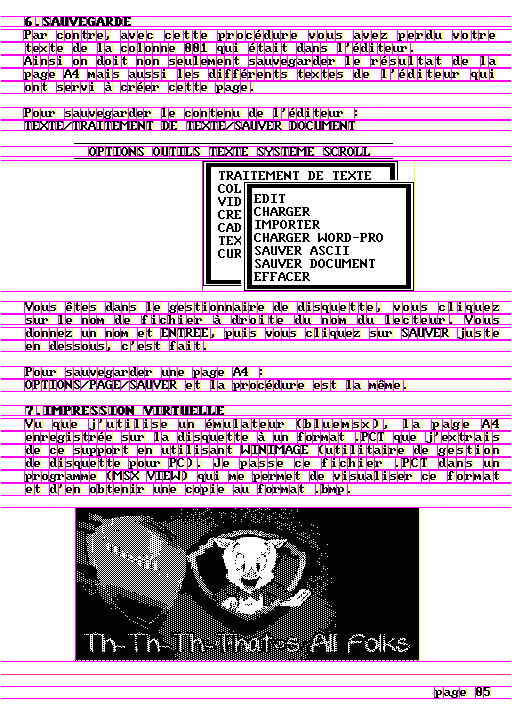 6.SAUVEGARDE
Par contre, avec cette procédure vous avez perdu votre
texte de la colonne 001 qui était dans l'éditeur.
Ainsi on doit non seulement sauvegarder le résultat de la
page A4 mais aussi les différents textes de l'éditeur qui
ont servi à créer cette page.
Pour sauvegarder le contenu de l'éditeur :
TEXTE/TRAITEMENT DE TEXTE/SAUVER DOCUMENT
OPTIONS OUTILS TEXTE SYSTEME SCROLL
TRAITEMENT DE TEXTE
COL
VID
CRE
CAD
TEX
CUR
EDIT
CHARGER
IMPORTER
CHARGER WORD-PRO
SAUVER ASCII
SAUVER DOCUMENT
EFFACER
Vous êtes dans le gestionnaire de disquette, vous cliquez
sur le nom de fichier à droite du nom du lecteur. Vous
donnez un nom et ENTREE, puis vous cliquez sur SAUVER juste
en dessous, c'est fait.
Pour sauvegarder une page A4 :
OPTIONS/PAGE/SAUVER et la procédure est la même.
7.IMPRESSION VIRTUELLE
Vu que j'utilise un émulateur (bluemsx), la page A4
enregistrée sur la disquette à un format .PCT que j'extrais
de ce support en utilisant WINIMAGE (utilitaire de gestion
de disquette pour PC). Je passe ce fichier .PCT dans un
programme (MSX VIEW) qui me permet de visualiser ce format
et d'en obtenir une copie au format .bmp.
Th-Th-Th-That's All Folks
page 05